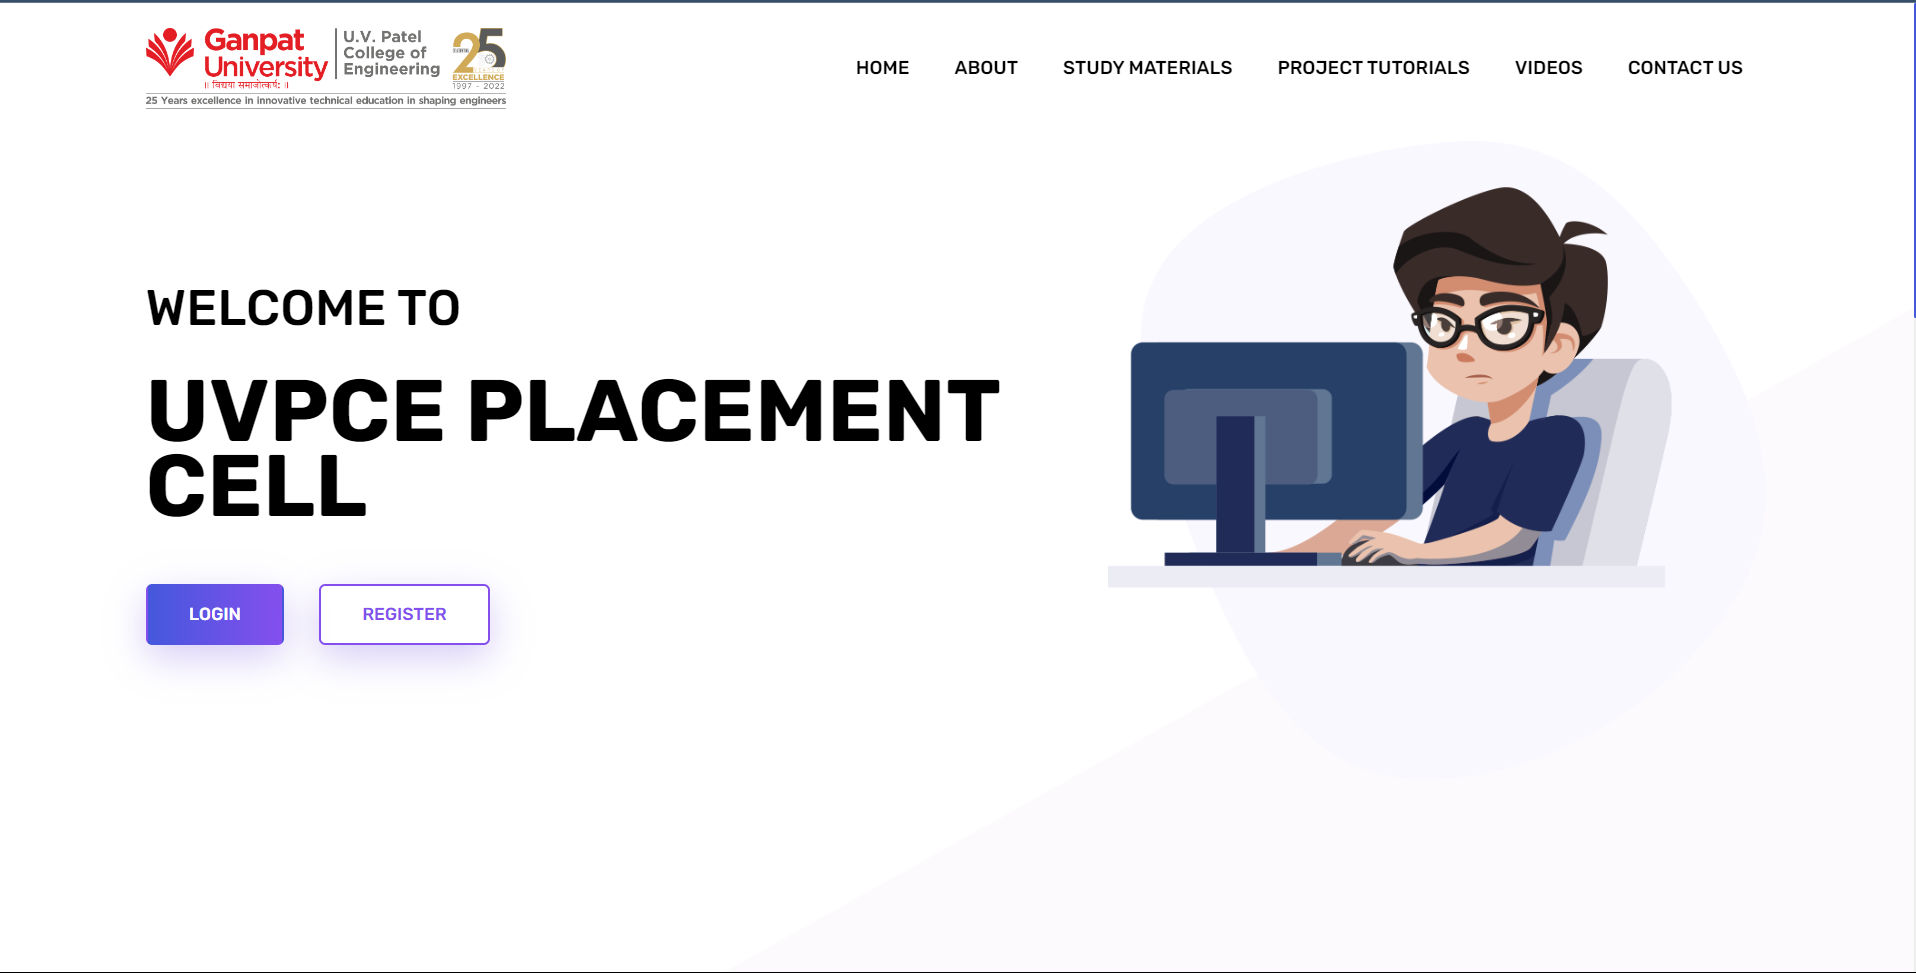 Ganpat
University
॥ विद्यया समाजोत्कर्षः ॥
U.V. Patel
College of
Engineering
25
EXCELLENCE
1997 - 2022
25 Years excellence in innovative technical education in shaping engineers
HOME ABOUT STUDY MATERIALS PROJECT TUTORIALS VIDEOS CONTACT US
WELCOME TO
UVPCE PLACEMENT
CELL
LOGIN REGISTER